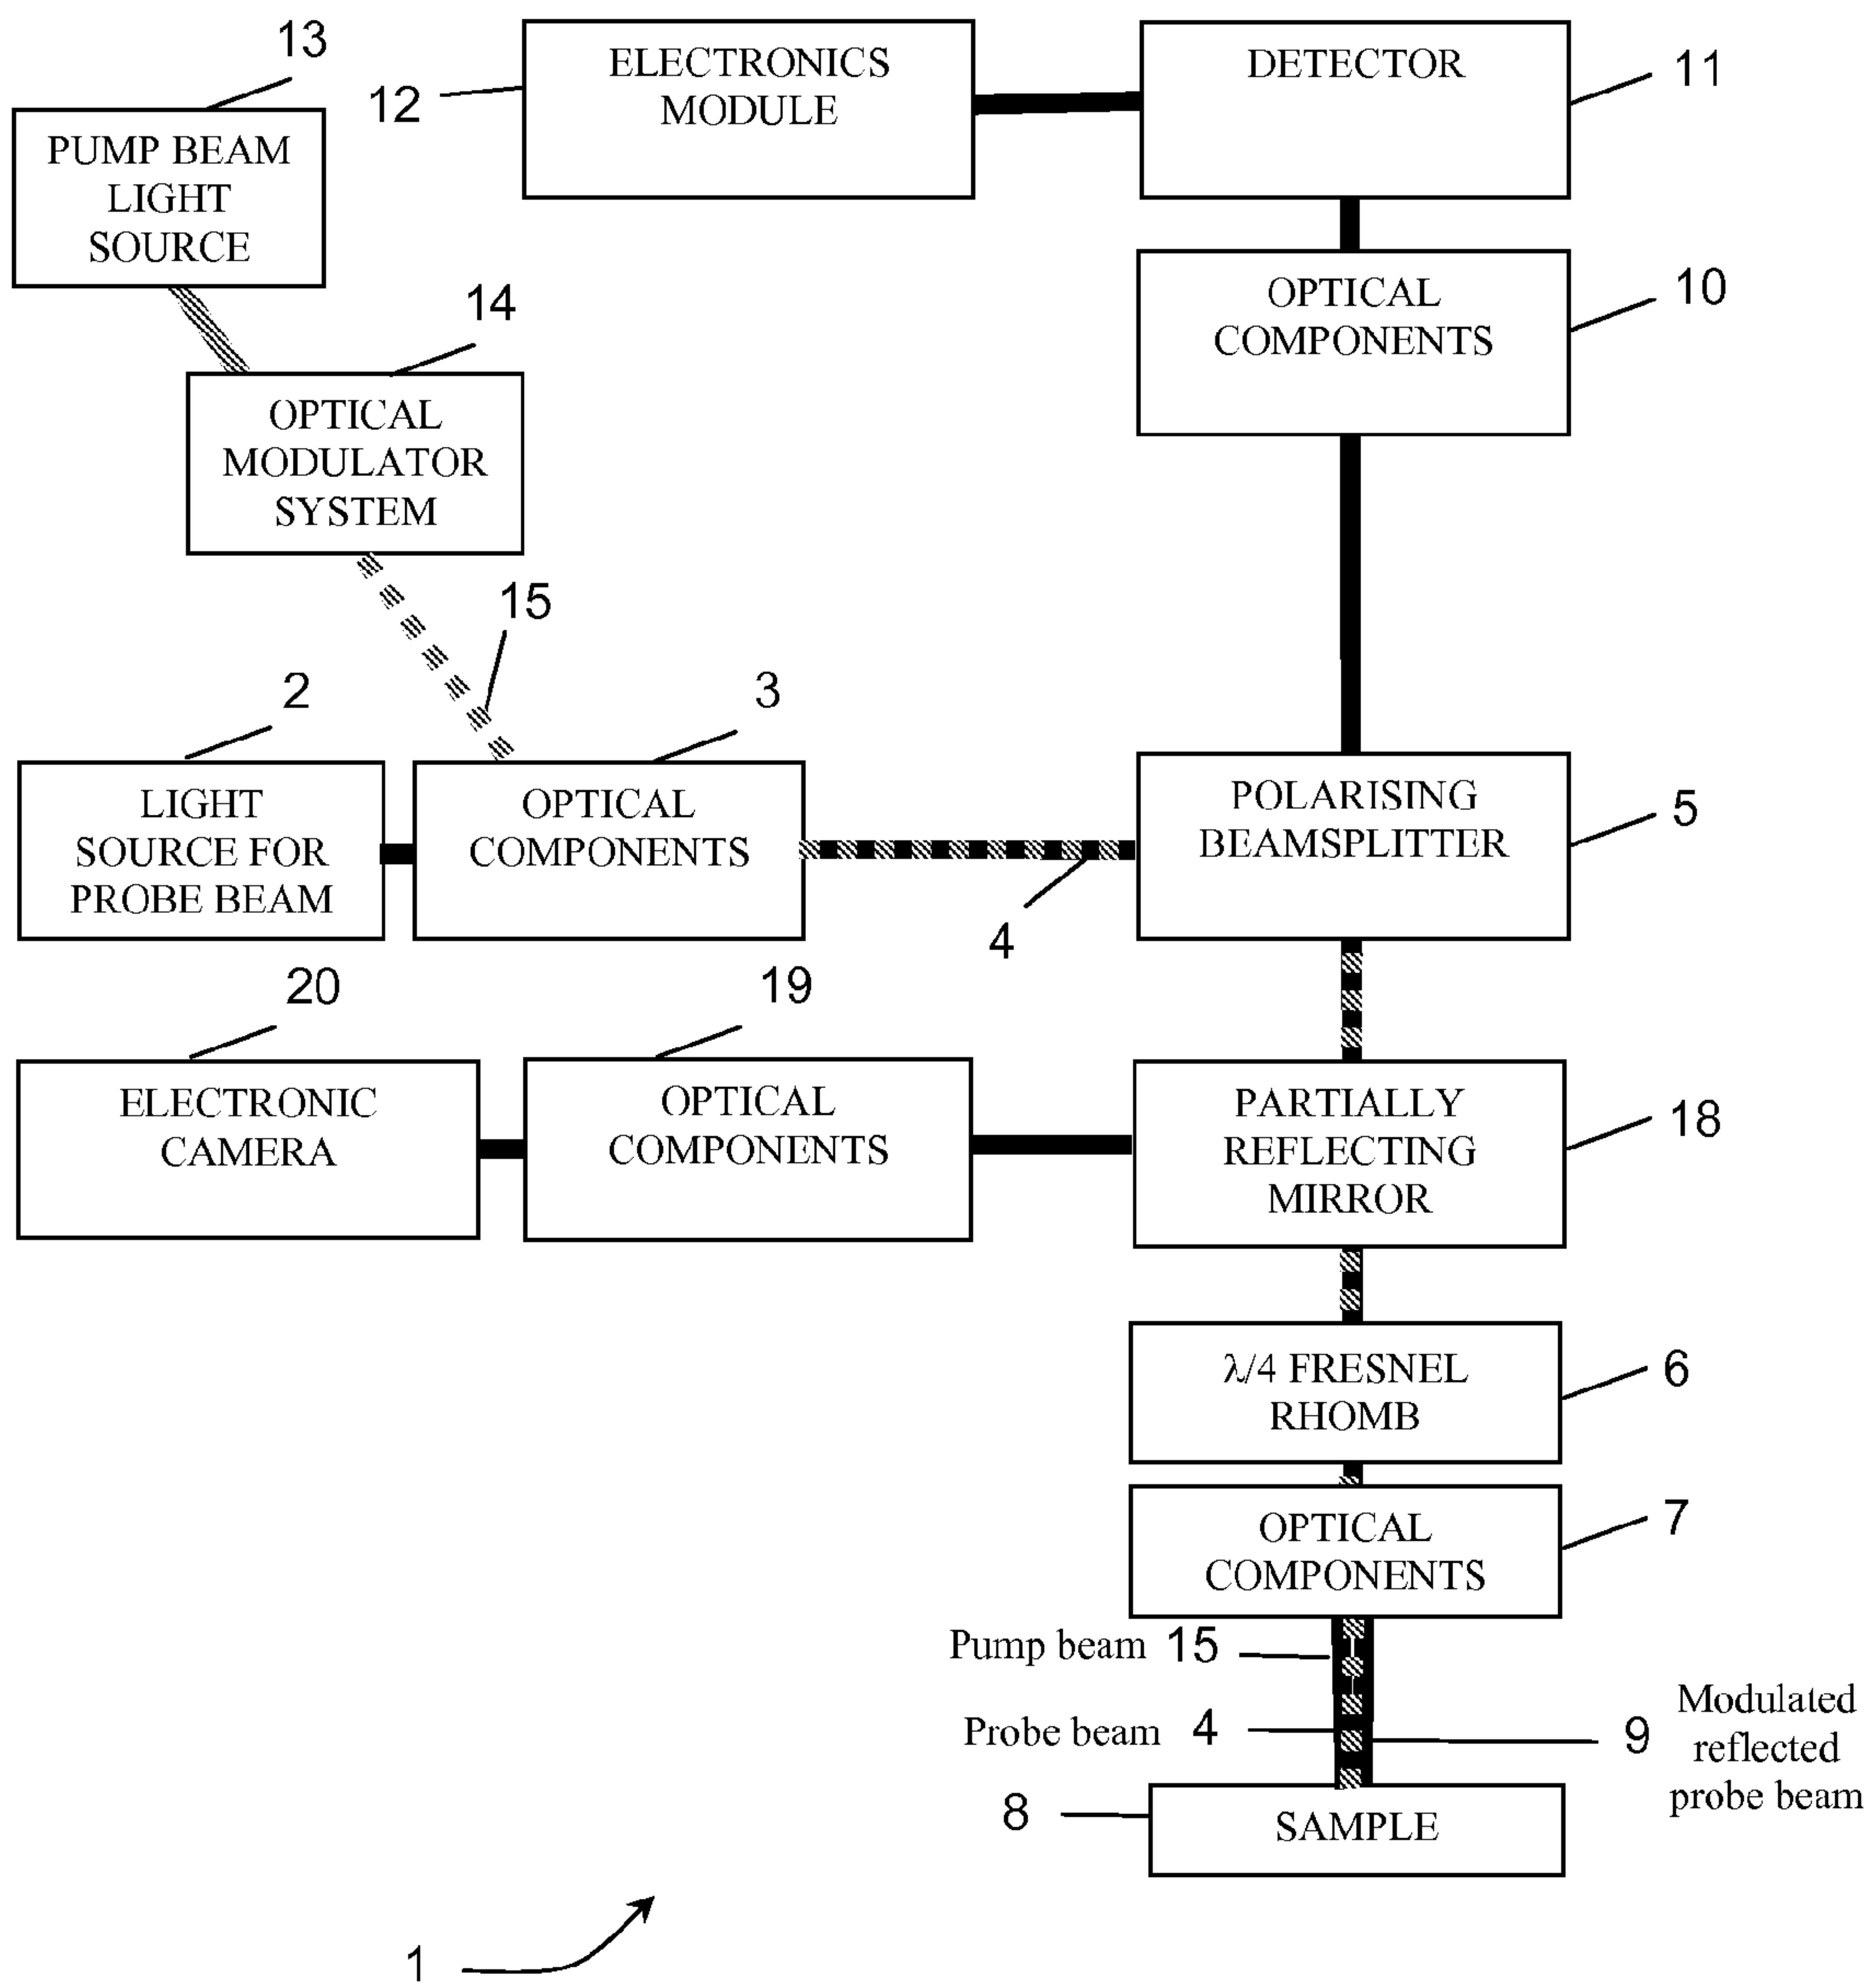 13
12
ELECTRONICS
MODULE
DETECTOR
11
PUMP BEAM
LIGHT
SOURCE
14
OPTICAL
COMPONENTS
10
OPTICAL
MODULATOR
SYSTEM
15
2
3
LIGHT
SOURCE FOR
PROBE BEAM
OPTICAL
COMPONENTS
4
POLARISING
BEAMSPLITTER
5
20
19
ELECTRONIC
CAMERA
OPTICAL
COMPONENTS
PARTIALLY
REFLECTING
MIRROR
18
λ/4 FRESNEL
RHOMB
6
OPTICAL
COMPONENTS
7
Pump beam 15
Probe beam 4
9
Modulated
reflected
probe beam
8
SAMPLE
1